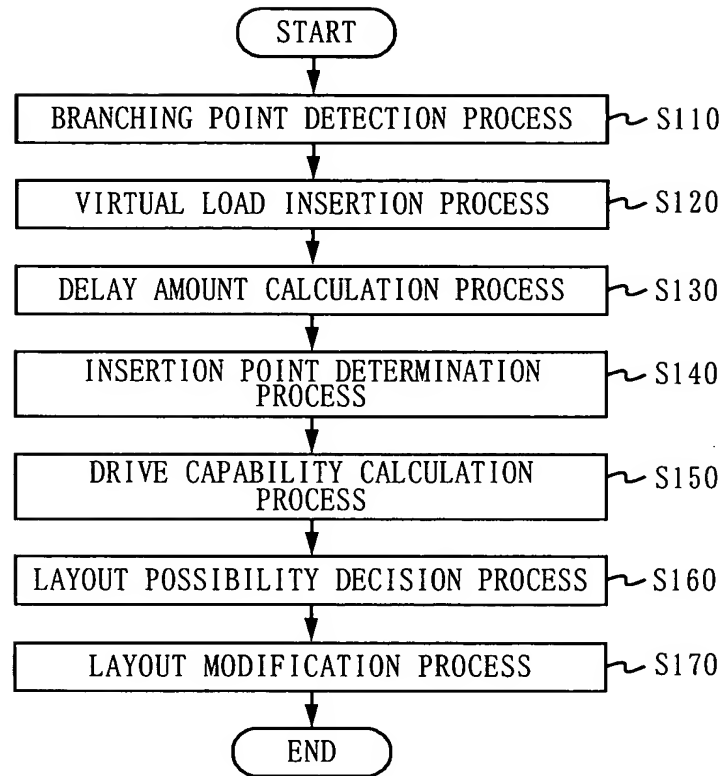 START
BRANCHING POINT DETECTION PROCESS
S110
VIRTUAL LOAD INSERTION PROCESS
S120
DELAY AMOUNT CALCULATION PROCESS
S130
INSERTION POINT DETERMINATION
PROCESS
S140
DRIVE CAPABILITY CALCULATION
PROCESS
S150
LAYOUT POSSIBILITY DECISION PROCESS
S160
LAYOUT MODIFICATION PROCESS
S170
END